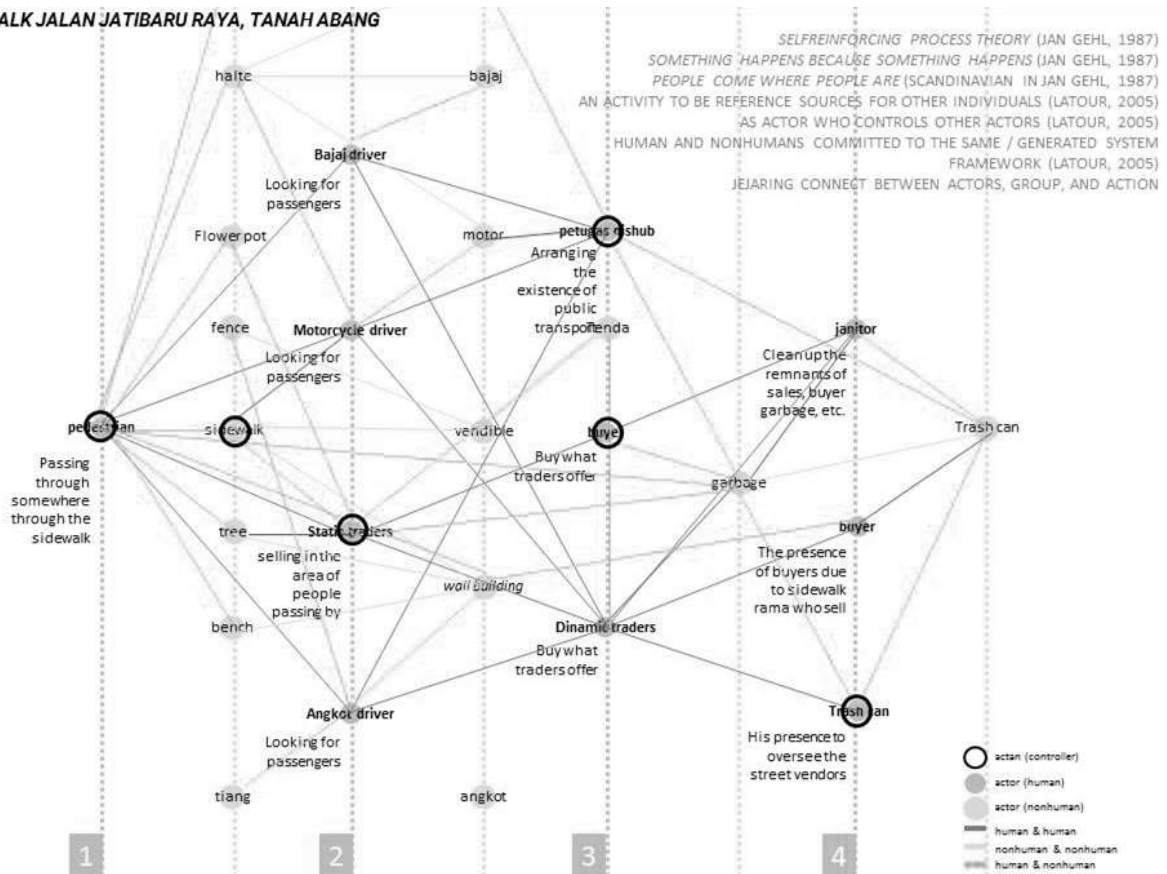 ALK JALAN JATIBARU RAYA, TANAH ABANG
SELFREINFORCING PROCESS THEORY (JAN GEHL, 1987)
SOMETHING HAPPENS BECAUSE SOMETHING HAPPENS (JAN GEHL, 1987)
PEOPLE COME WHERE PEOPLE ARE (SCANDINAVIAN IN JAN GEHL, 1987)
AN ACTIVITY TO BE REFERENCE SOURCES FOR OTHER INDIVIDUALS (LATOUR, 2005)
AS ACTOR WHO CONTROLS OTHER ACTORS (LATOUR, 2005)
HUMAN AND NONHUMANS COMMITTED TO THE SAME / GENERATED SYSTEM
FRAMEWORK (LATOUR, 2005)
JEJARING CONNECT BETWEEN ACTORS, GROUP, AND ACTION
halte
bajaj
Bajaj driver
Looking for
passengers
Flower pot
motor
petugas dishub
Arranging
the
existence of
public
transport
Tenda
fence
Motorcycle driver
Looking for
passengers
janitor
Clean up the
remnants of
sales, buyer
garbage, etc.
pedestrian
Passing
through
somewhere
through the
sidewalk
sidewalk
vendible
buyer
Buy what
traders offer
Trash can
garbage
tree
Static traders
selling in the
area of
people
passing by
buyer
The presence
of buyers due
to sidewalk
rama who sell
wall building
bench
Dinamic traders
Buy what
traders offer
Angkot driver
Looking for
passengers
Trash can
His presence to
oversee the
street vendors
tiang
angkot
actan (controller)
actor (human)
actor (nonhuman)
human & human
nonhuman & nonhuman
human & nonhuman
1
2
3
4